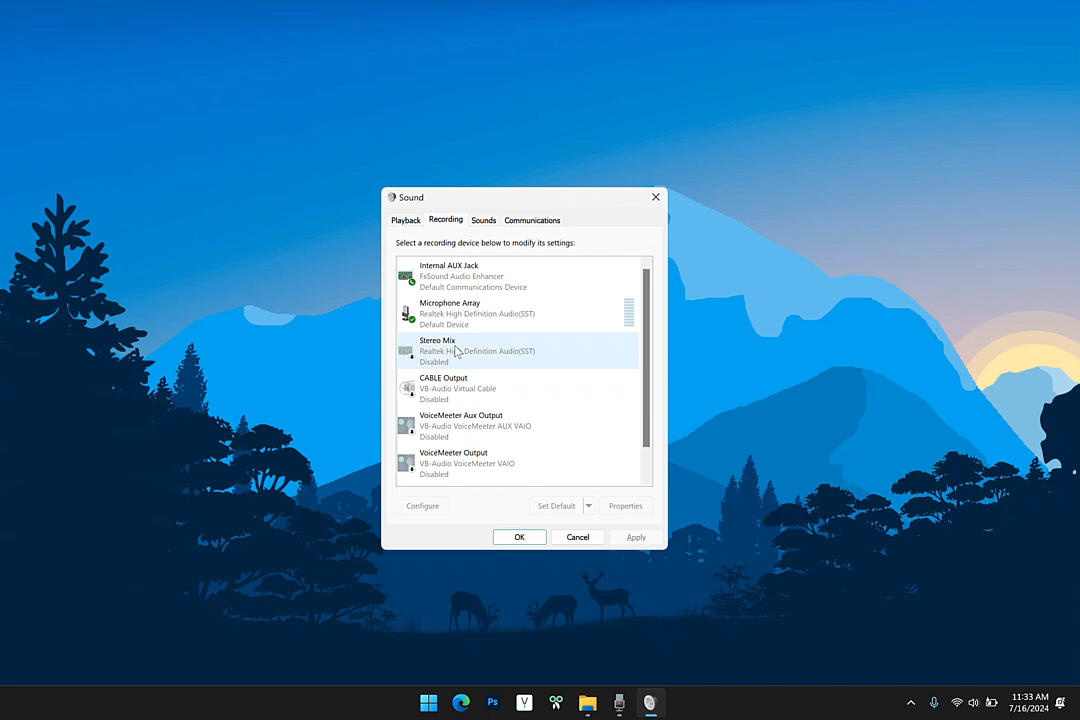 Sound
Playback Recording Sounds Communications
Select a recording device below to modify its settings:
Internal AUX Jack
FxSound Audio Enhancer
Default Communications Device
Microphone Array
Realtek High Definition Audio(SST)
Default Device
Stereo Mix
Realtek High Definition Audio(SST)
Disabled
CABLE Output
VB-Audio Virtual Cable
Disabled
VoiceMeeter Aux Output
VB-Audio VoiceMeeter AUX VAIO
Disabled
VoiceMeeter Output
VB-Audio VoiceMeeter VAIO
Disabled
Configure Set Default Properties
OK Cancel Apply
Ps V
11:33 AM
7/16/2024